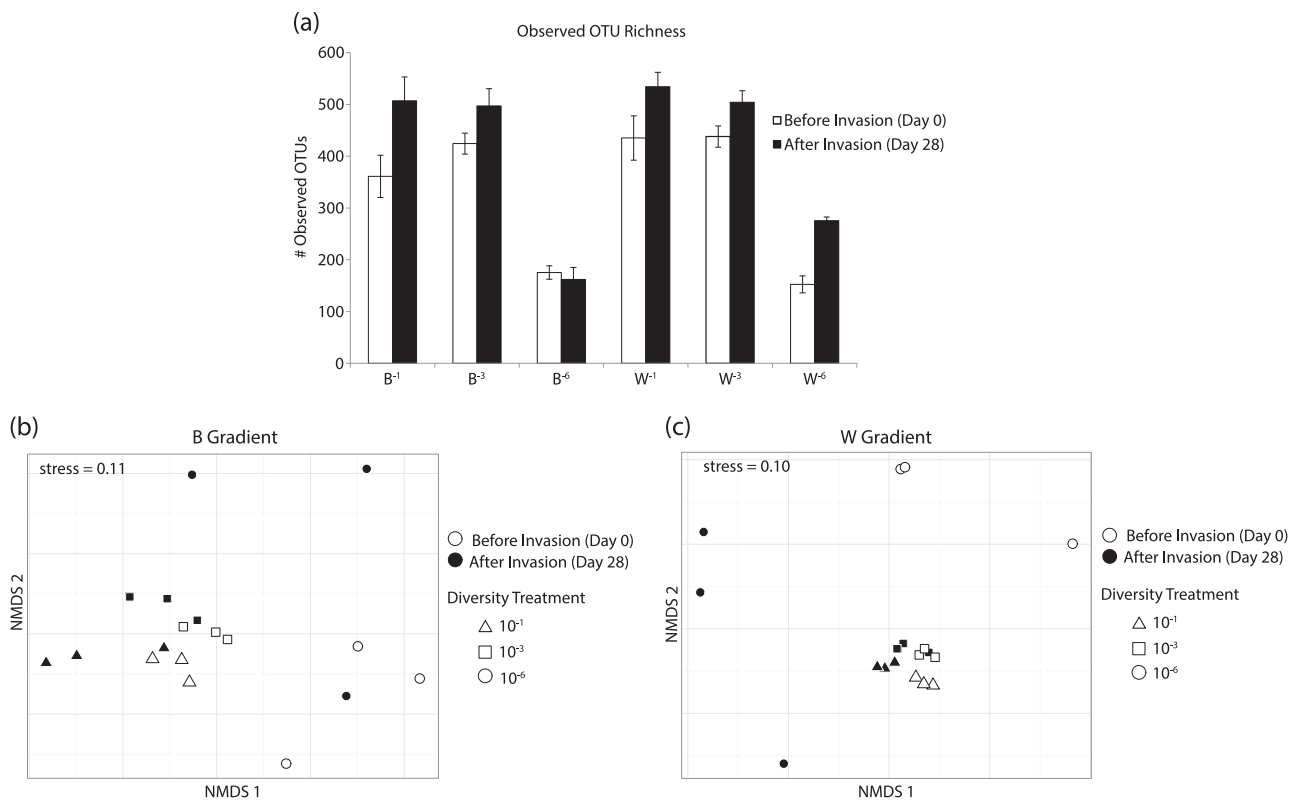 (a)
Observed OTU Richness
# Observed OTUs
600
500
400
300
200
100
0
Before Invasion (Day 0)
After Invasion (Day 28)
B⁻¹ B⁻³ B⁻⁶ W⁻¹ W⁻³ W⁻⁶
(b)
B Gradient
stress = 0.11
NMDS 2
NMDS 1
Before Invasion (Day 0)
After Invasion (Day 28)
Diversity Treatment
10⁻¹
10⁻³
10⁻⁶
(c)
W Gradient
stress = 0.10
NMDS 2
NMDS 1
Before Invasion (Day 0)
After Invasion (Day 28)
Diversity Treatment
10⁻¹
10⁻³
10⁻⁶